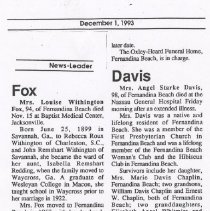 December 1, 1993
News-Leader
Fox
Mrs. Louise Withington
Fox, 94, of Fernandina Beach died
Nov. 15 at Baptist Medical Center,
Jacksonville.
Born June 25, 1899 in
Savannah, Ga., to Rebecca Rous
Withington of Charleston, S.C.,
and John Renshart Withington of
Savannah, she became the ward of
her aunt, Isabella Renshart
Redding, when the family moved to
Waycross, Ga. A graduate of
Wesleyan College in Macon, she
taught school in Waycross prior to
her marriage in 1922.
Mrs. Fox moved to Fernandina
later date.
The Oxley-Heard Funeral Home,
Fernandina Beach, is in charge.
Davis
Mrs. Angel Starke Davis,
98, of Fernandina Beach died at the
Nassau General Hospital Friday
morning after an extended illness.
Mrs. Davis was a native and
lifelong resident of Fernandina
Beach. She was a member of the
First Presbyterian Church in
Fernandina Beach and was a lifelong
member of the Fernandina Beach
Woman's Club and the Hibiscus
Club in Fernandina Beach.
Survivors include her daughter,
Mrs. Maria Davis Chaplin,
Fernandina Beach; two grandsons,
William Davis Chaplin and Ernest
W. Chaplin, both of Fernandina
Beach; two granddaughters,